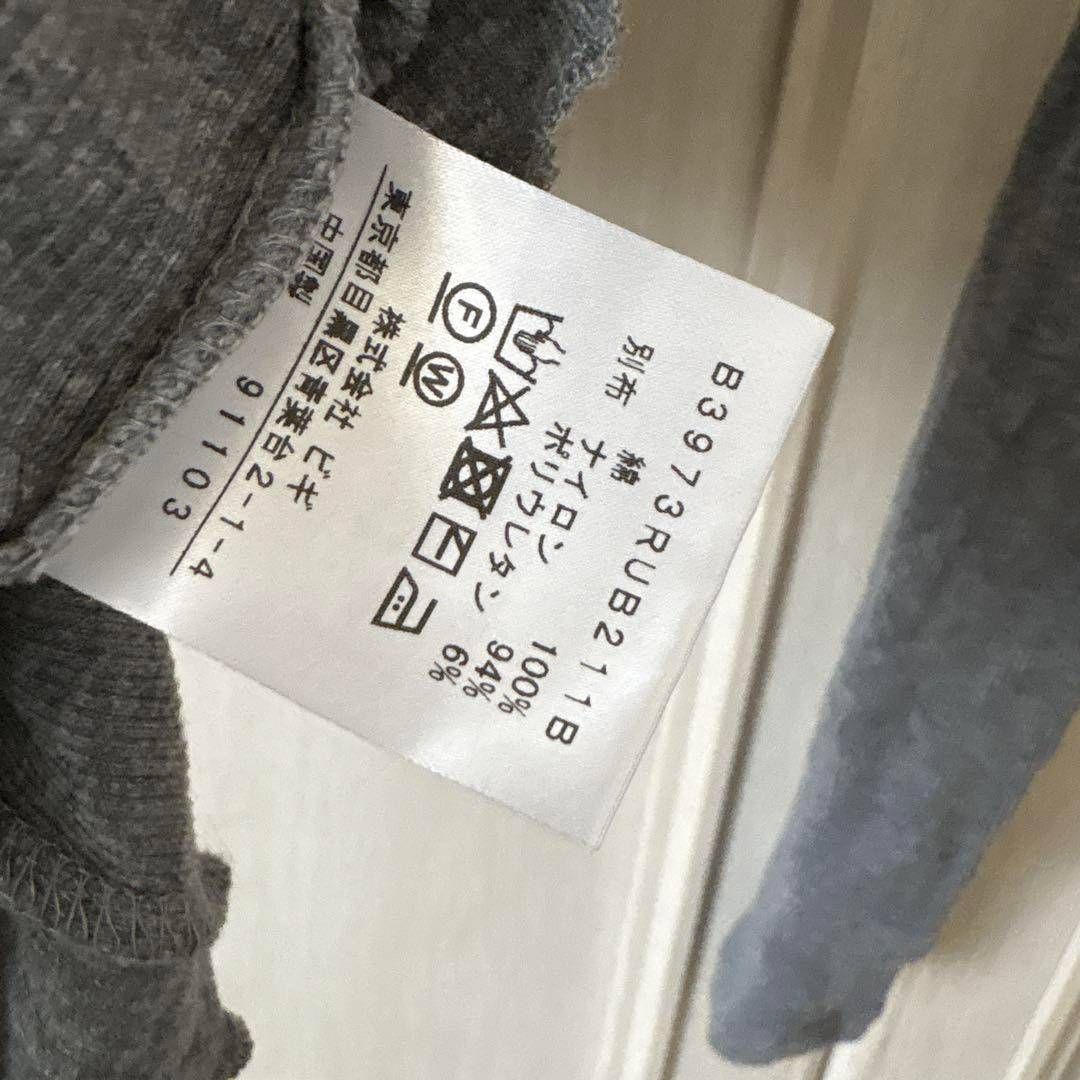 B3973RUB211B
綿 100%
別布 ナイロン 94%
ポリウレタン 6%
F W
株式会社 ビギ
東京都目黒区青葉台2-1-4
中国製 91103